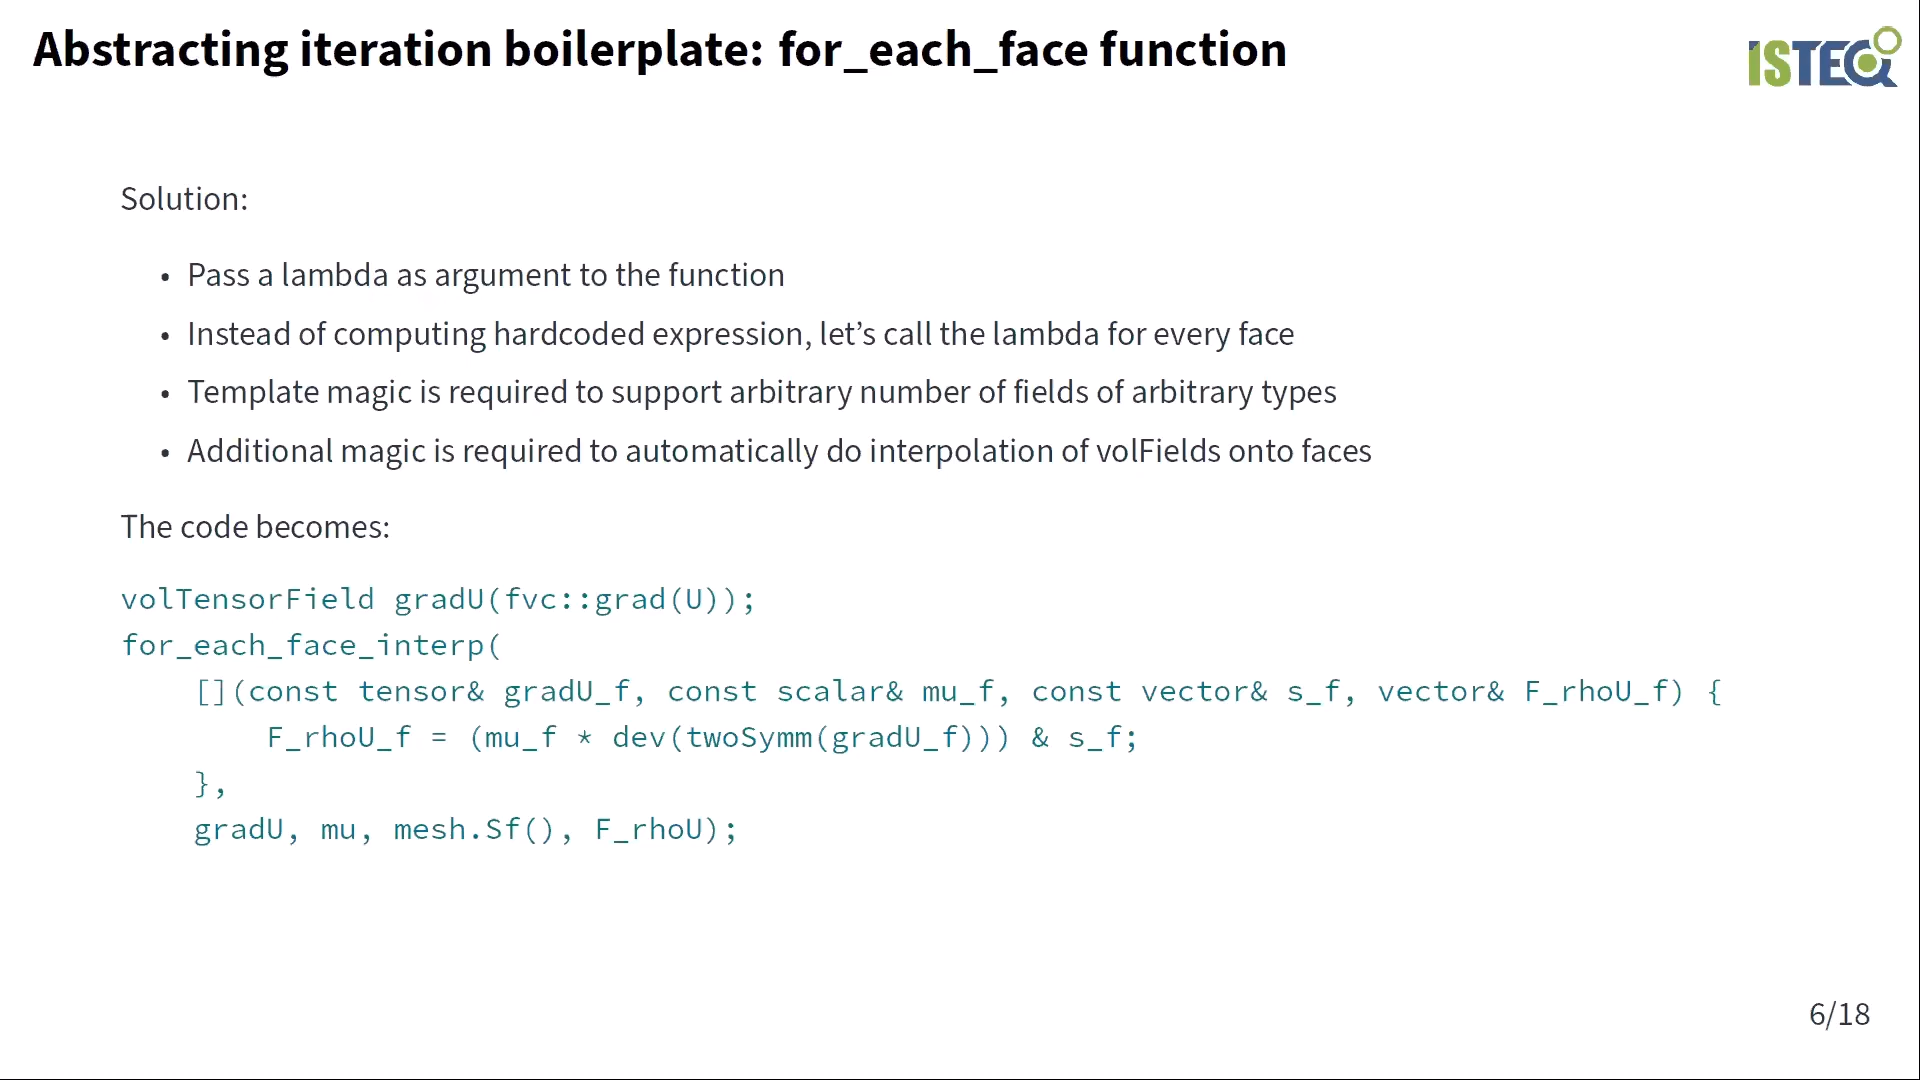 Abstracting iteration boilerplate: for_each_face function
ISTEQ
Solution:
• Pass a lambda as argument to the function
• Instead of computing hardcoded expression, let’s call the lambda for every face
• Template magic is required to support arbitrary number of fields of arbitrary types
• Additional magic is required to automatically do interpolation of volFields onto faces
The code becomes:
volTensorField gradU(fvc::grad(U));
for_each_face_interp(
    [](const tensor& gradU_f, const scalar& mu_f, const vector& s_f, vector& F_rhoU_f) {
        F_rhoU_f = (mu_f * dev(twoSymm(gradU_f))) & s_f;
    },
    gradU, mu, mesh.Sf(), F_rhoU);
6/18